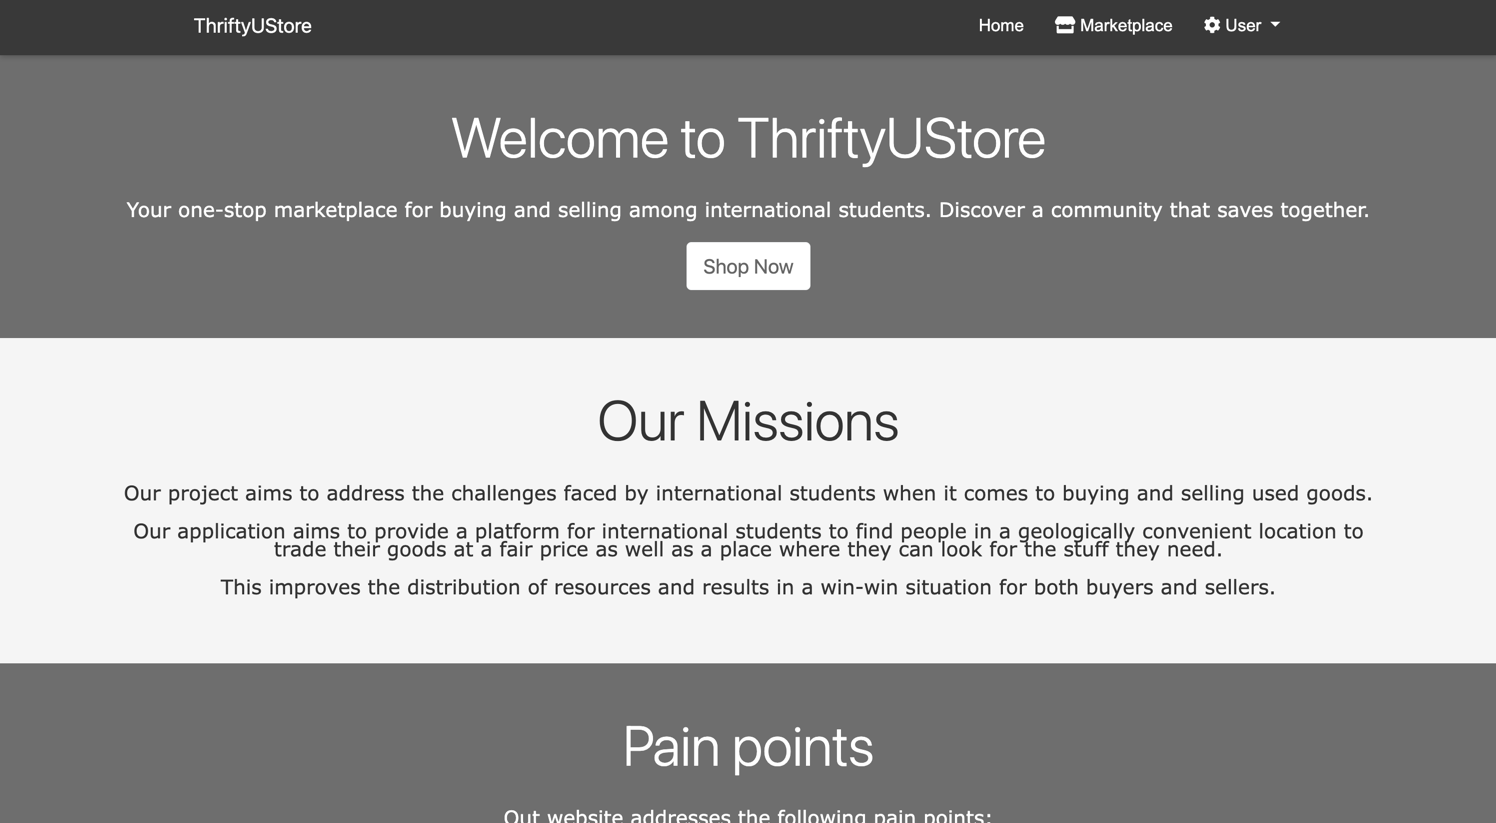 ThriftyUStore Home Marketplace User
Welcome to ThriftyUStore
Your one-stop marketplace for buying and selling among international students. Discover a community that saves together.
Shop Now
Our Missions
Our project aims to address the challenges faced by international students when it comes to buying and selling used goods.
Our application aims to provide a platform for international students to find people in a geologically convenient location to
trade their goods at a fair price as well as a place where they can look for the stuff they need.
This improves the distribution of resources and results in a win-win situation for both buyers and sellers.
Pain points
Out website addresses the following pain points: